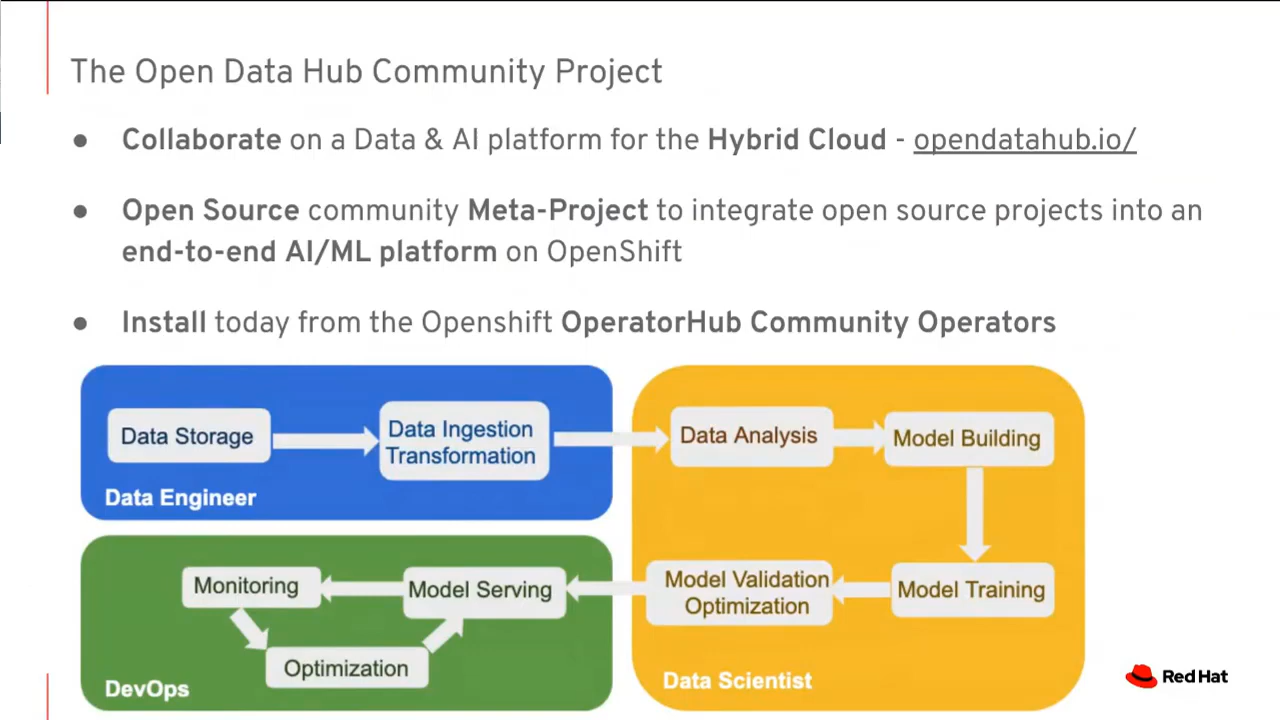 The Open Data Hub Community Project
● Collaborate on a Data & AI platform for the Hybrid Cloud - opendatahub.io/
● Open Source community Meta-Project to integrate open source projects into an
end-to-end AI/ML platform on OpenShift
● Install today from the Openshift OperatorHub Community Operators
Data Storage
Data Ingestion
Transformation
Data Engineer
Data Analysis
Model Building
Model Training
Model Validation
Optimization
Data Scientist
Model Serving
Monitoring
Optimization
DevOps
Red Hat